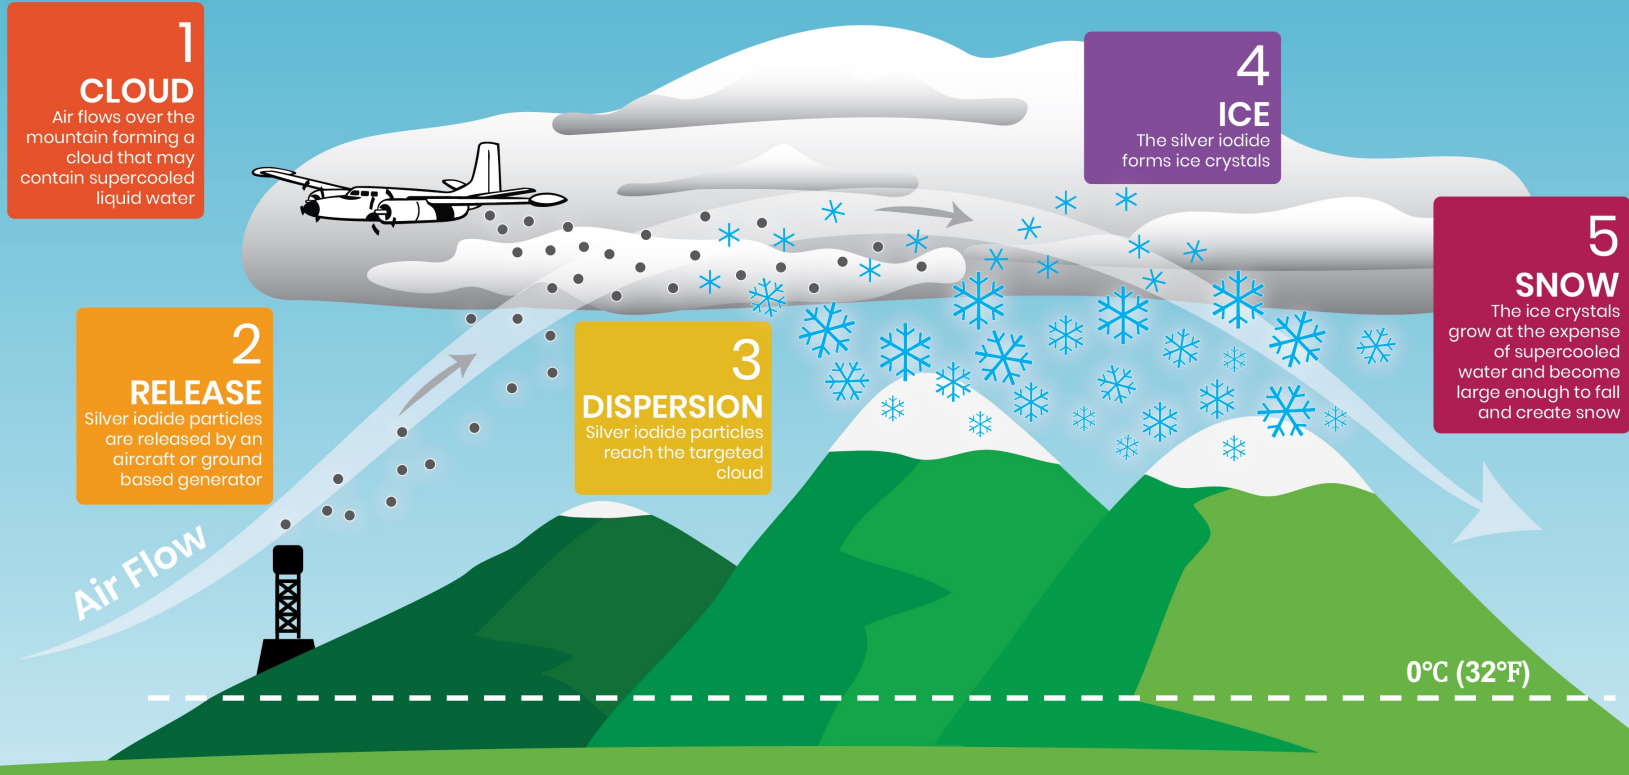 1
CLOUD
Air flows over the
mountain forming a
cloud that may
contain supercooled
liquid water
2
RELEASE
Silver iodide particles
are released by an
aircraft or ground
based generator
3
DISPERSION
Silver iodide particles
reach the targeted
cloud
4
ICE
The silver iodide
forms ice crystals
5
SNOW
The ice crystals
grow at the expense
of supercooled
water and become
large enough to fall
and create snow
Air Flow
0°C (32°F)